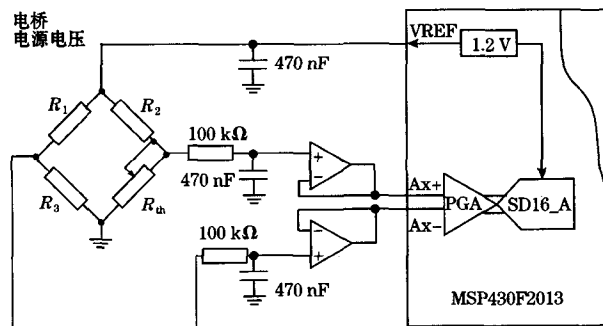 电桥
电源电压
VREF
1.2 V
470 nF
R1
R2
100 kΩ
470 nF
R3
Rth
+
−
Ax+
PGA
SD16_A
Ax−
100 kΩ
−
+
470 nF
MSP430F2013